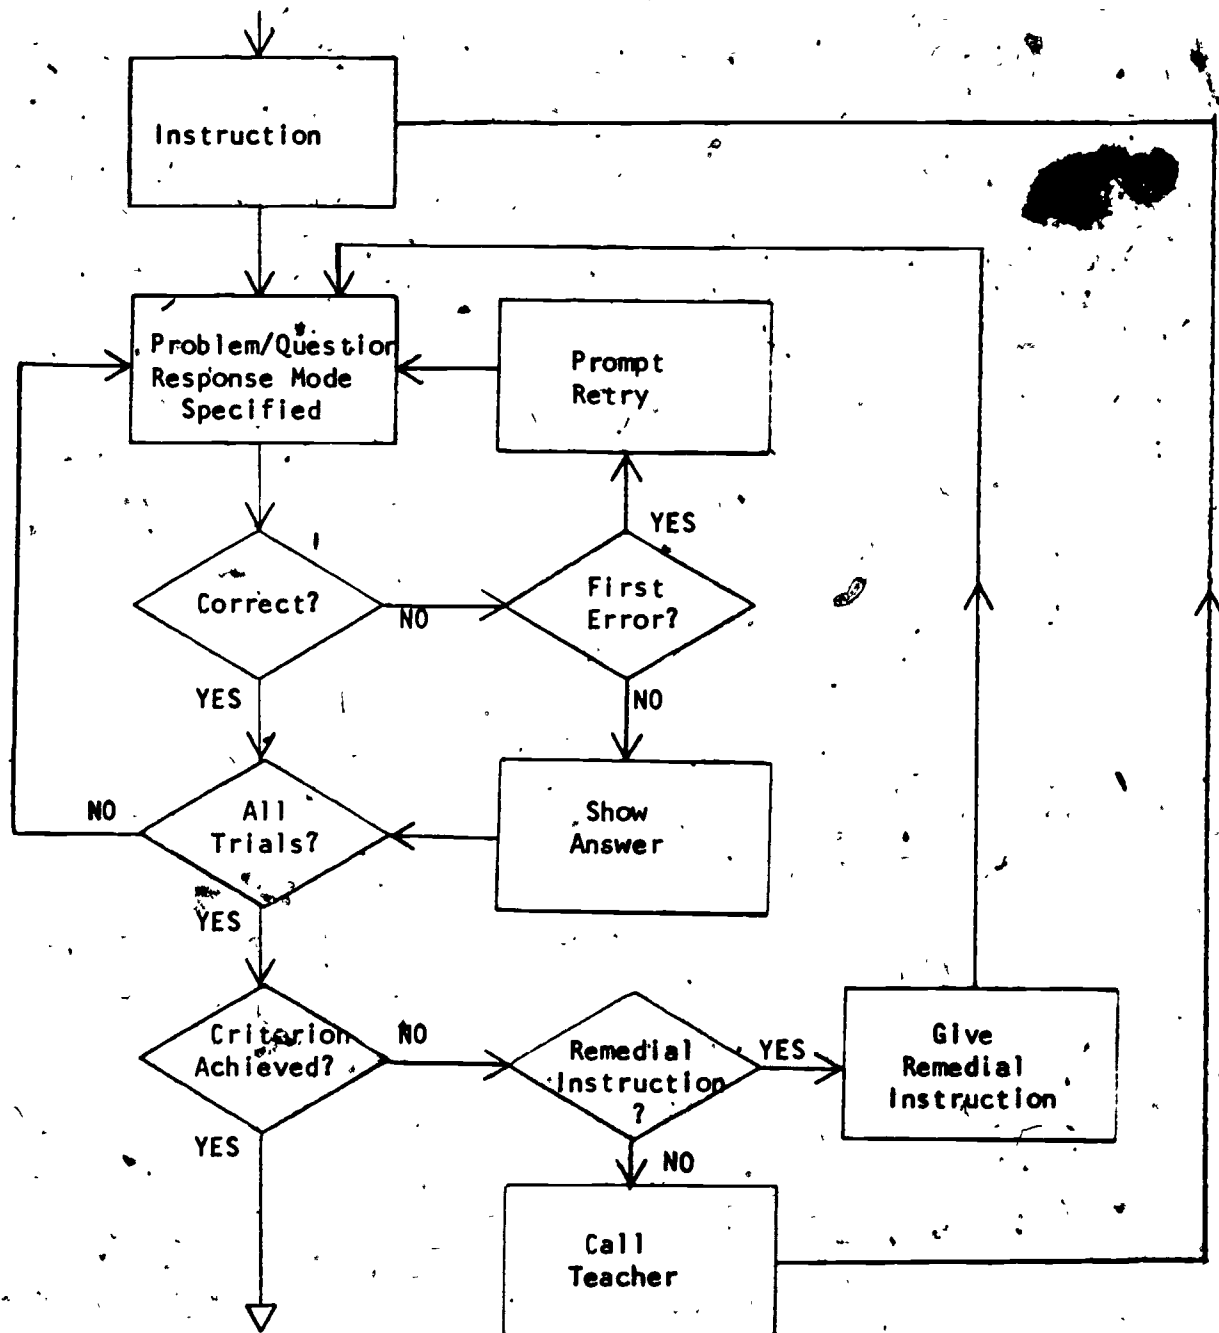 Instruction
Problem/Question
Response Mode
Specified
Prompt
Retry
YES
Correct?
NO
First
Error?
YES
NO
NO
All
Trials?
Show
Answer
YES
Criterion
Achieved?
NO
Remedial
Instruction
?
YES
Give
Remedial
Instruction
YES
NO
Call
Teacher